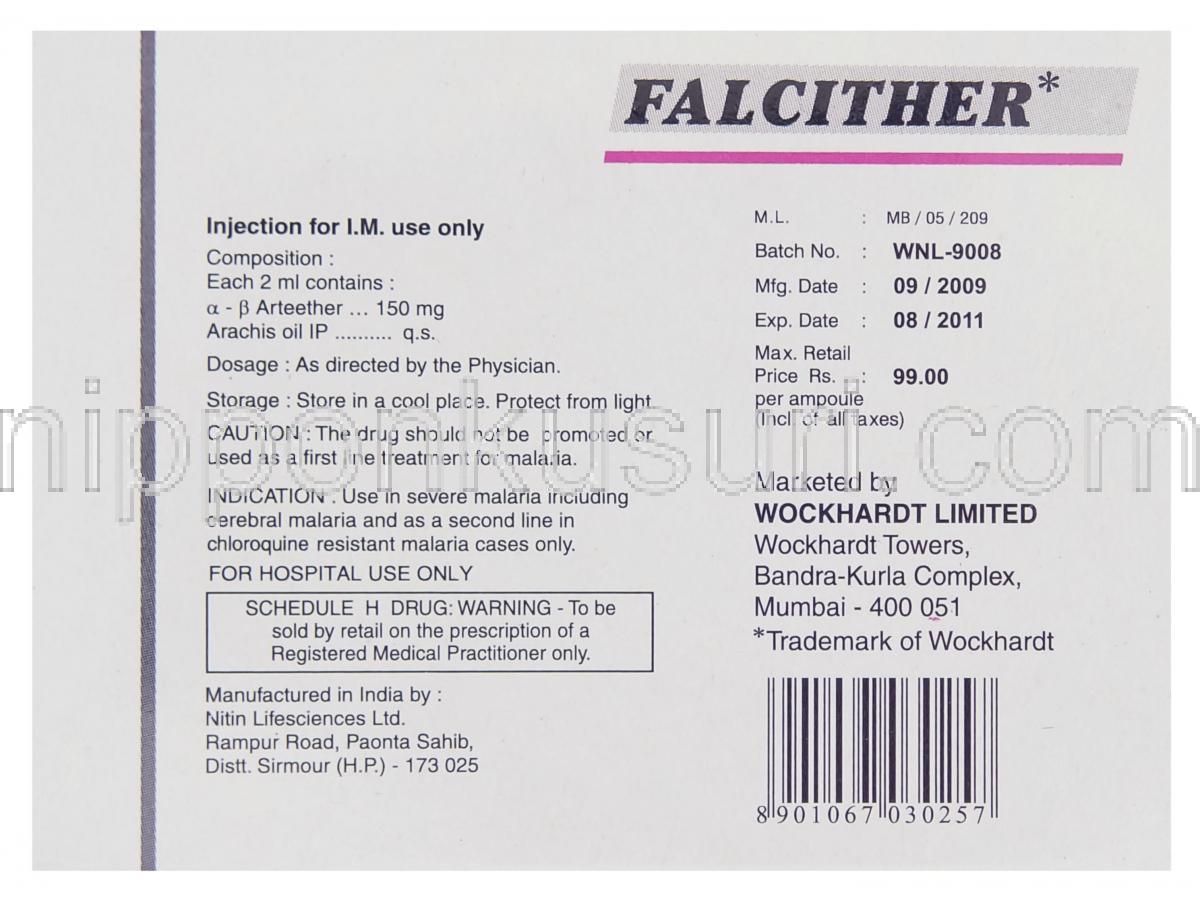 FALCITHER*
Injection for I.M. use only
Composition :
Each 2 ml contains :
α - β Arteether ... 150 mg
Arachis oil IP .......... q.s.
Dosage : As directed by the Physician.
Storage : Store in a cool place. Protect from light.
CAUTION : The drug should not be promoted or
used as a first line treatment for malaria.
INDICATION : Use in severe malaria including
cerebral malaria and as a second line in
chloroquine resistant malaria cases only.
FOR HOSPITAL USE ONLY
SCHEDULE H DRUG: WARNING - To be
sold by retail on the prescription of a
Registered Medical Practitioner only.
Manufactured in India by :
Nitin Lifesciences Ltd.
Rampur Road, Paonta Sahib,
Distt. Sirmour (H.P.) - 173 025
M.L. : MB / 05 / 209
Batch No. : WNL-9008
Mfg. Date : 09 / 2009
Exp. Date : 08 / 2011
Max. Retail
Price Rs. : 99.00
per ampoule
(Incl. of all taxes)
Marketed by
WOCKHARDT LIMITED
Wockhardt Towers,
Bandra-Kurla Complex,
Mumbai - 400 051
*Trademark of Wockhardt
8 901067 030257
nipponkusuri.com